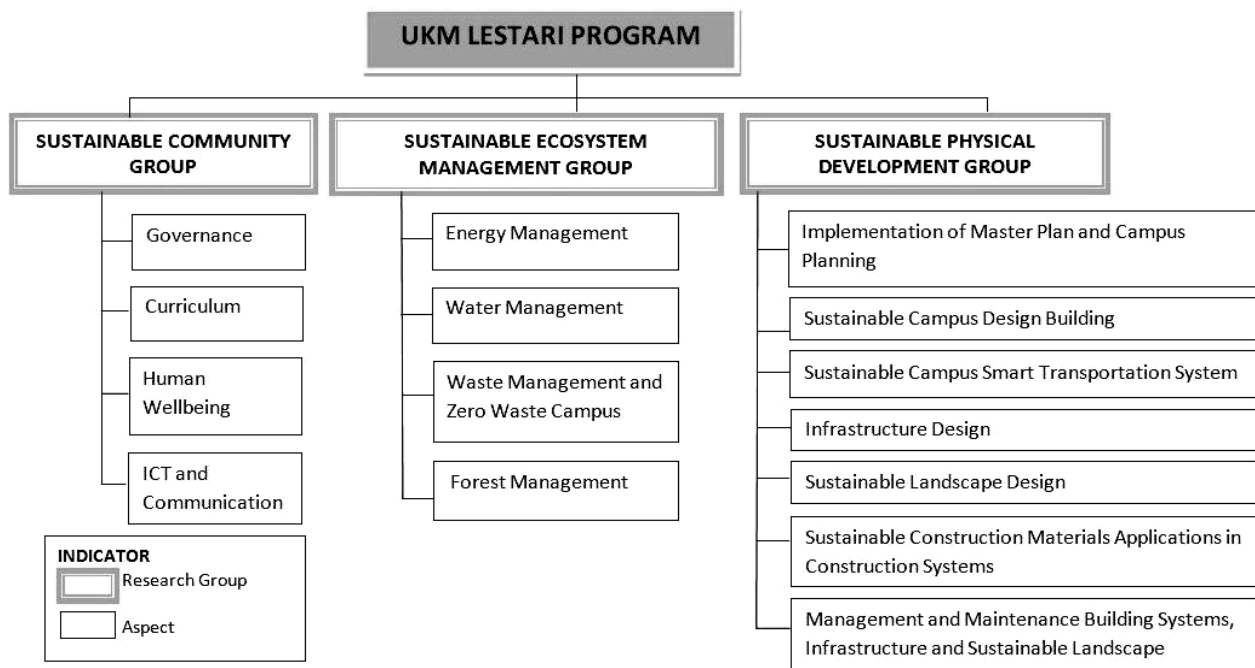 UKM LESTARI PROGRAM
SUSTAINABLE COMMUNITY
GROUP
Governance
Curriculum
Human
Wellbeing
ICT and
Communication
INDICATOR
Research Group
Aspect
SUSTAINABLE ECOSYSTEM
MANAGEMENT GROUP
Energy Management
Water Management
Waste Management and
Zero Waste Campus
Forest Management
SUSTAINABLE PHYSICAL
DEVELOPMENT GROUP
Implementation of Master Plan and Campus
Planning
Sustainable Campus Design Building
Sustainable Campus Smart Transportation System
Infrastructure Design
Sustainable Landscape Design
Sustainable Construction Materials Applications in
Construction Systems
Management and Maintenance Building Systems,
Infrastructure and Sustainable Landscape